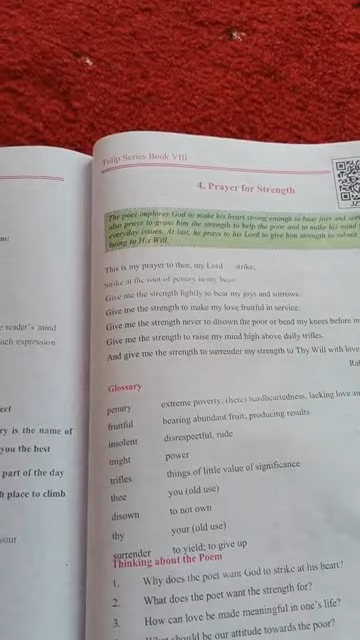 Tulip Series Book VIII
4. Prayer for Strength
The poet implores God to make his heart strong enough to bear joys and
also prays to grant him the strength to help the poor and to make his mind
everyday issues. At last, he prays to his Lord to give him strength to submit
being to His Will.
This is my prayer to thee, my Lord strike,
Strike at the root of penury in my heart
Give me the strength lightly to bear my joys and sorrows.
Give me the strength to make my love fruitful in service.
Give me the strength never to disown the poor or bend my knees before in
Give me the strength to raise my mind high above daily trifles.
And give me the strength to surrender my strength to Thy Will with love
Glossary
penury extreme poverty, (here) hardheartedness, lacking love an
fruitful bearing abundant fruit; producing results
insolent disrespectful, rude
might power
trifles things of little value of significance
thee you (old use)
disown to not own
thy your (old use)
surrender to yield; to give up
Thinking about the Poem
1. Why does the poet want God to strike at his heart?
2. What does the poet want the strength for?
3. How can love be made meaningful in one's life?
should be our attitude towards the poor?
e reader's mind
uch expression
ry is the name of
you the best
part of the day
h place to climb